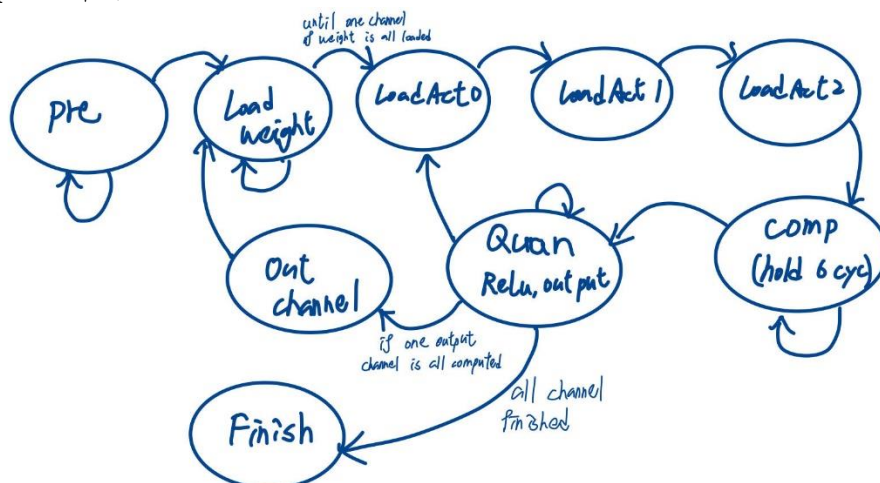 until one channel
of weight is all loaded
Pre
Load
weight
LoadAct0
LoadAct1
LoadAct2
Out
channel
Quan
Relu, output
comp
(hold 6 cyc)
if one output
channel is all computed
all channel
finished
Finish